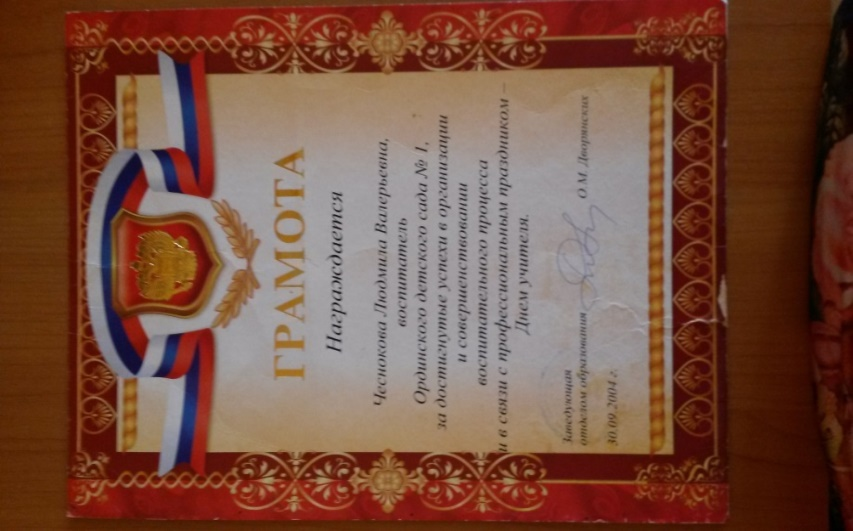 ГРАМОТА
Награждается
Чеснокова Людмила Валерьевна,
воспитатель
Ординского детского сада № 1,
за достигнутые успехи в организации
и совершенствовании
воспитательного процесса
и в связи с профессиональным праздником –
Днем учителя.
Заведующая
отделом образования О.М. Дворянских
30.09.2004 г.